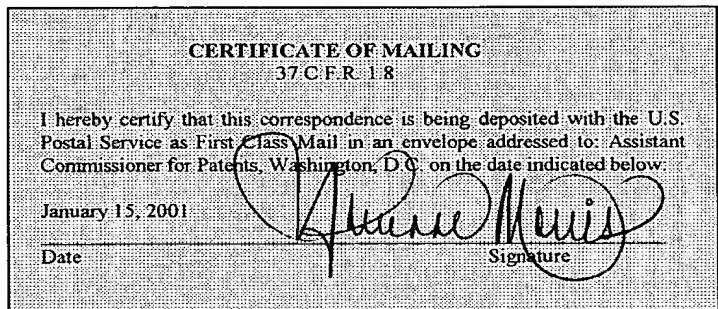 CERTIFICATE OF MAILING
37 C.F.R. 1.8
I hereby certify that this correspondence is being deposited with the U.S.
Postal Service as First Class Mail in an envelope addressed to: Assistant
Commissioner for Patents, Washington, D.C. on the date indicated below:
January 15, 2001
Date Signature